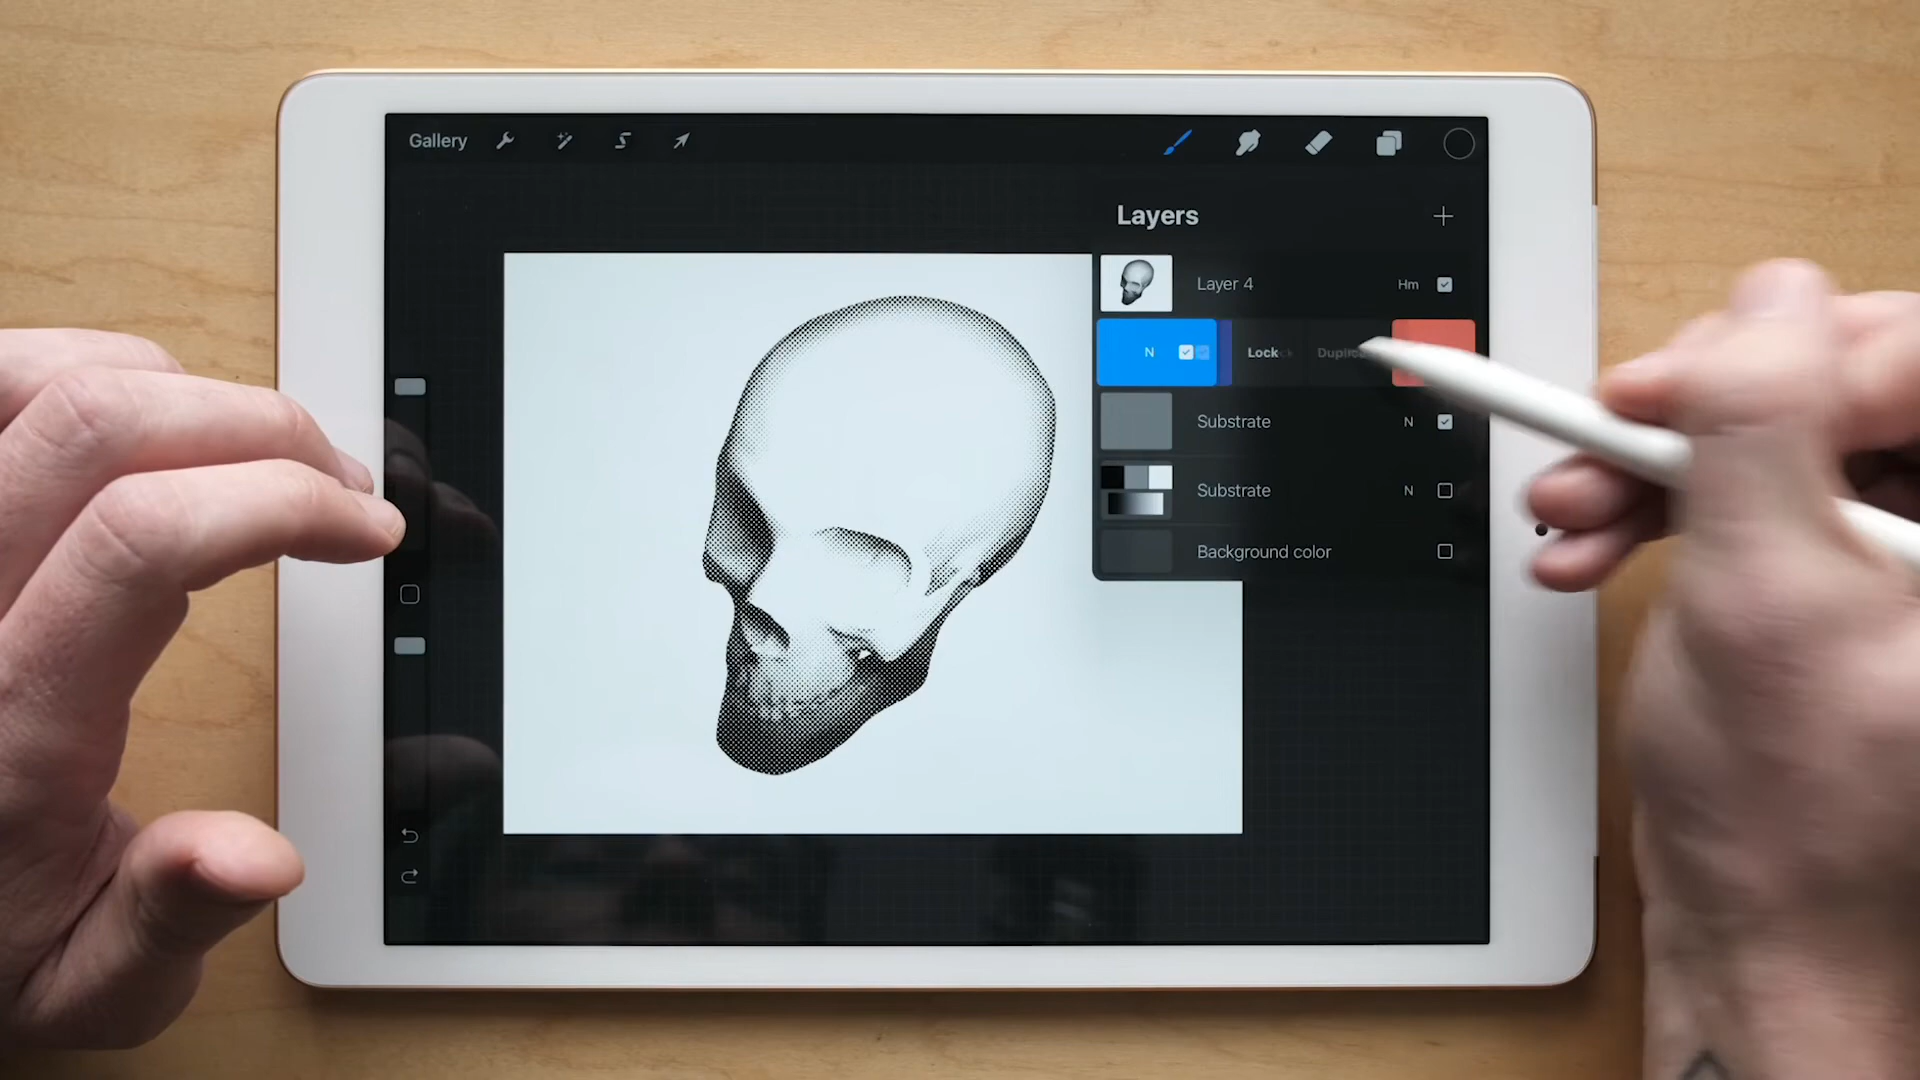 Gallery
Layers
Layer 4 Hm
N Lock
Substrate N
Substrate N
Background color